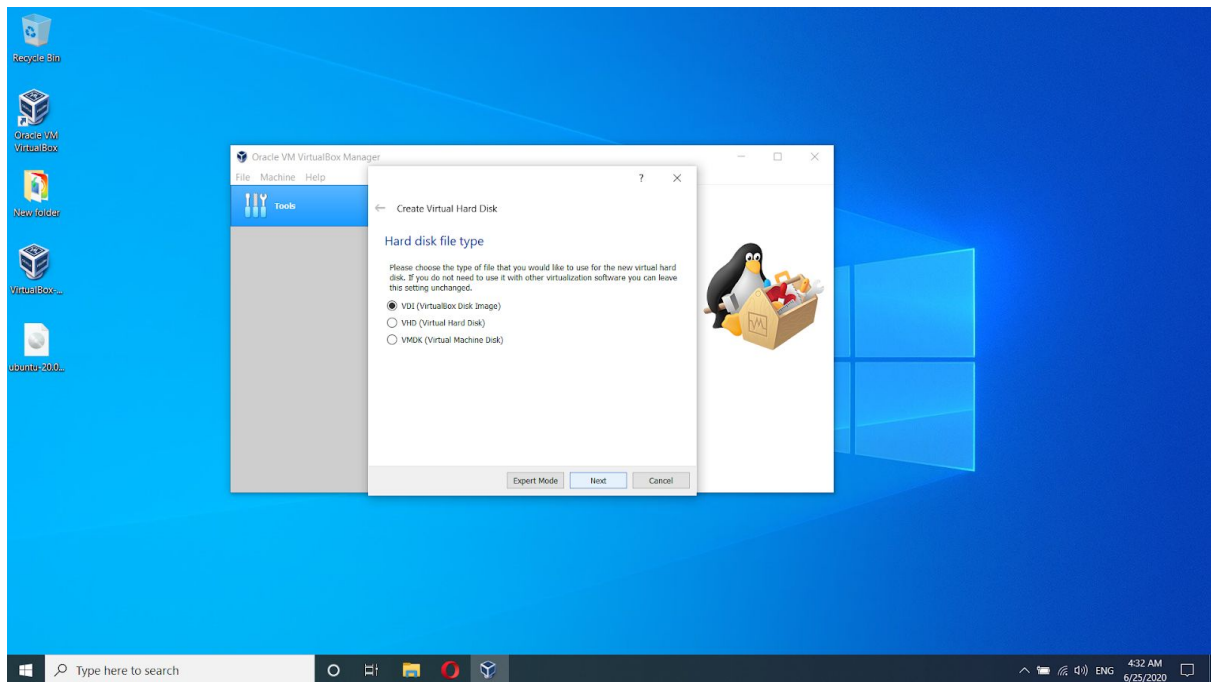 Recycle Bin
Oracle VM
VirtualBox
New folder
VirtualBox-...
ubuntu-20.0...
Oracle VM VirtualBox Manager
File Machine Help
Tools
Create Virtual Hard Disk
Hard disk file type
Please choose the type of file that you would like to use for the new virtual hard
disk. If you do not need to use it with other virtualization software you can leave
this setting unchanged.
VDI (VirtualBox Disk Image)
VHD (Virtual Hard Disk)
VMDK (Virtual Machine Disk)
Expert Mode Next Cancel
Type here to search
ENG
4:32 AM
6/25/2020